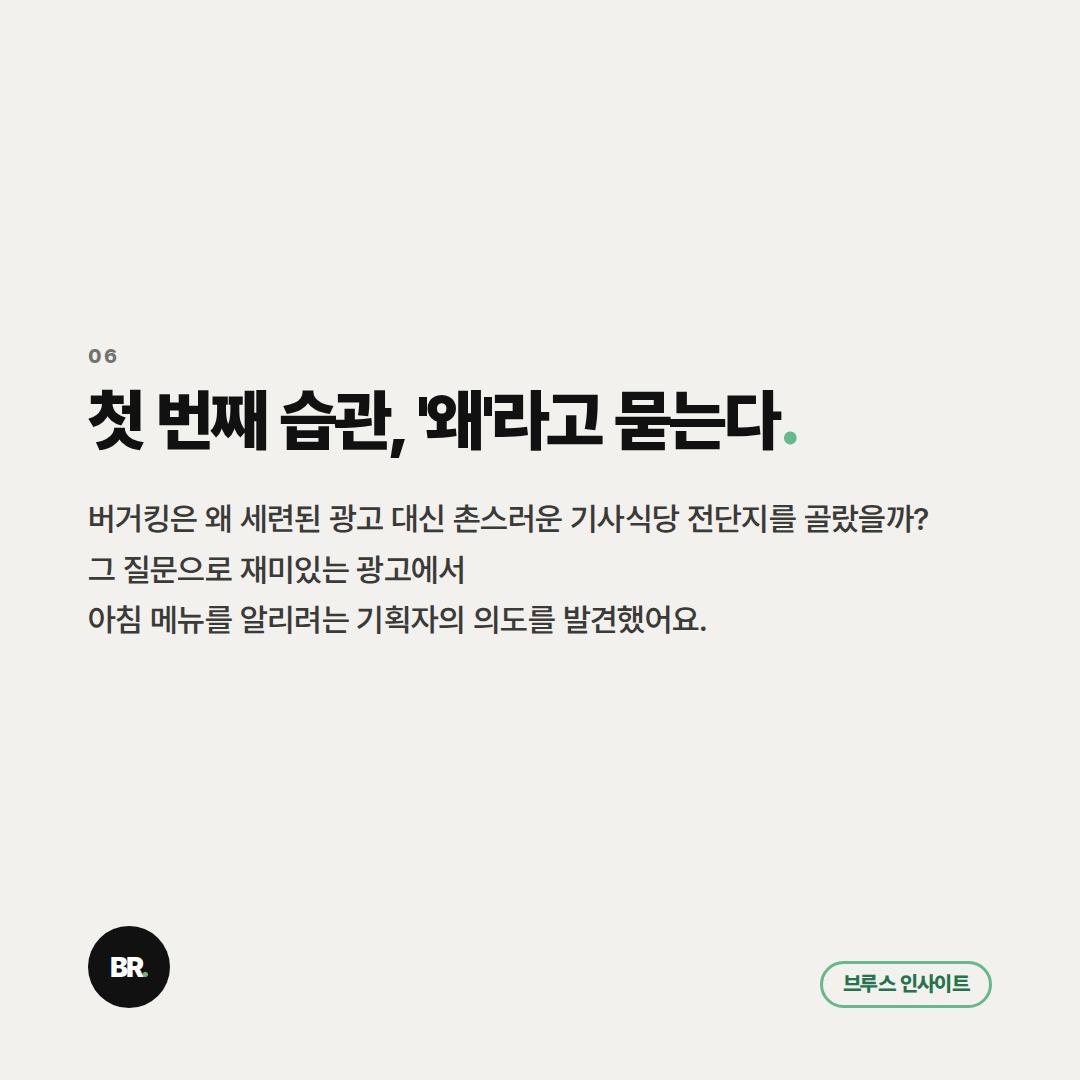 06
첫 번째 습관, '왜'라고 묻는다.
버거킹은 왜 세련된 광고 대신 촌스러운 기사식당 전단지를 골랐을까?
그 질문으로 재미있는 광고에서
아침 메뉴를 알리려는 기획자의 의도를 발견했어요.
BR.
브루스 인사이트